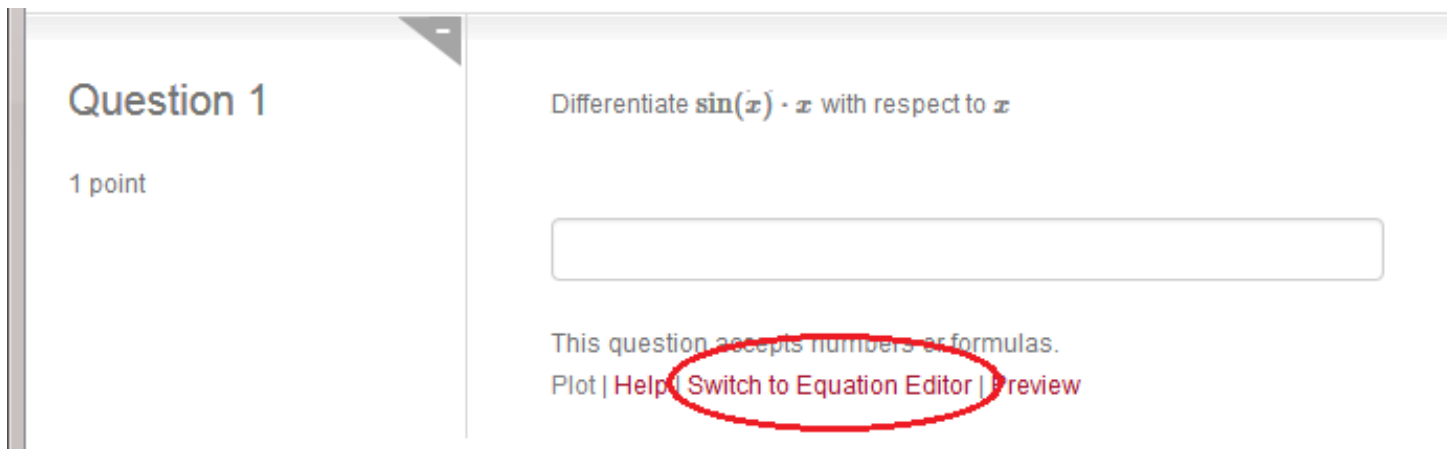 Question 1
1 point
Differentiate sin(x) · x with respect to x
This question accepts numbers or formulas.
Plot | Help | Switch to Equation Editor | Preview